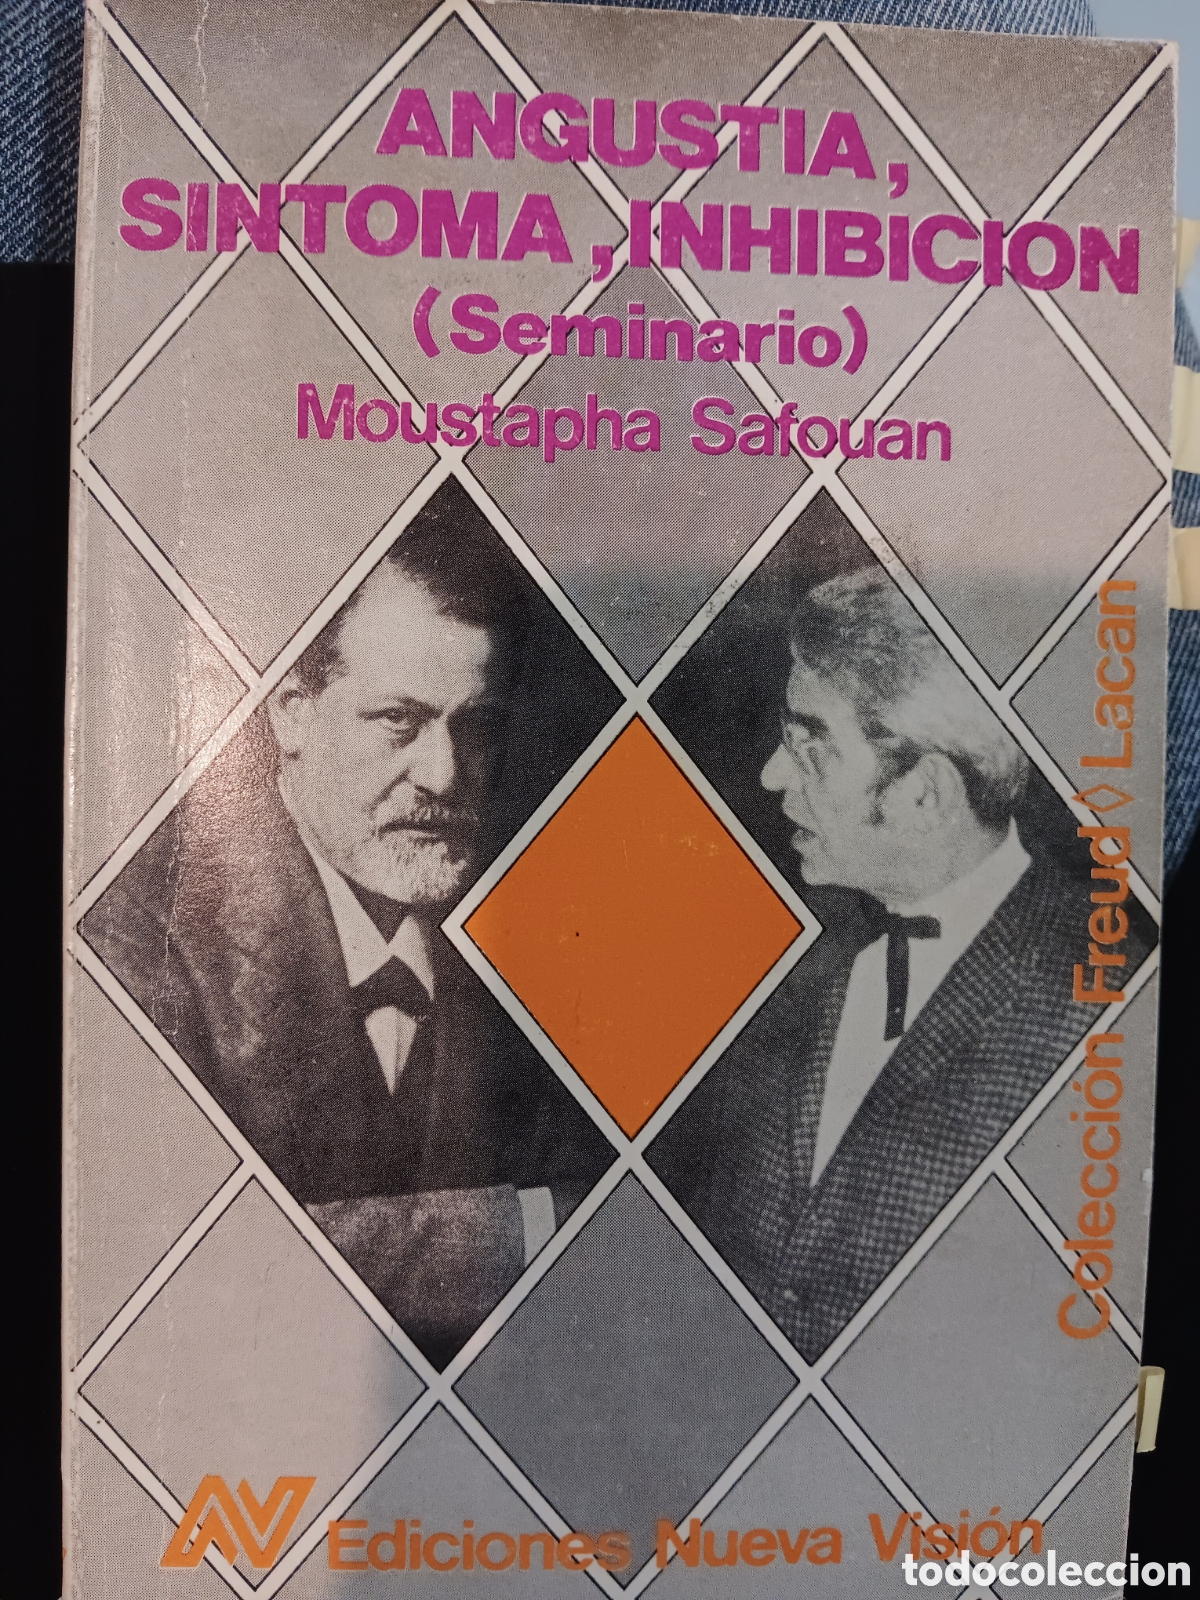 ANGUSTIA,
SINTOMA, INHIBICION
(Seminario)
Moustapha Safouan
Colección Freud ◊ Lacan
Ediciones Nueva Visión
todocoleccion